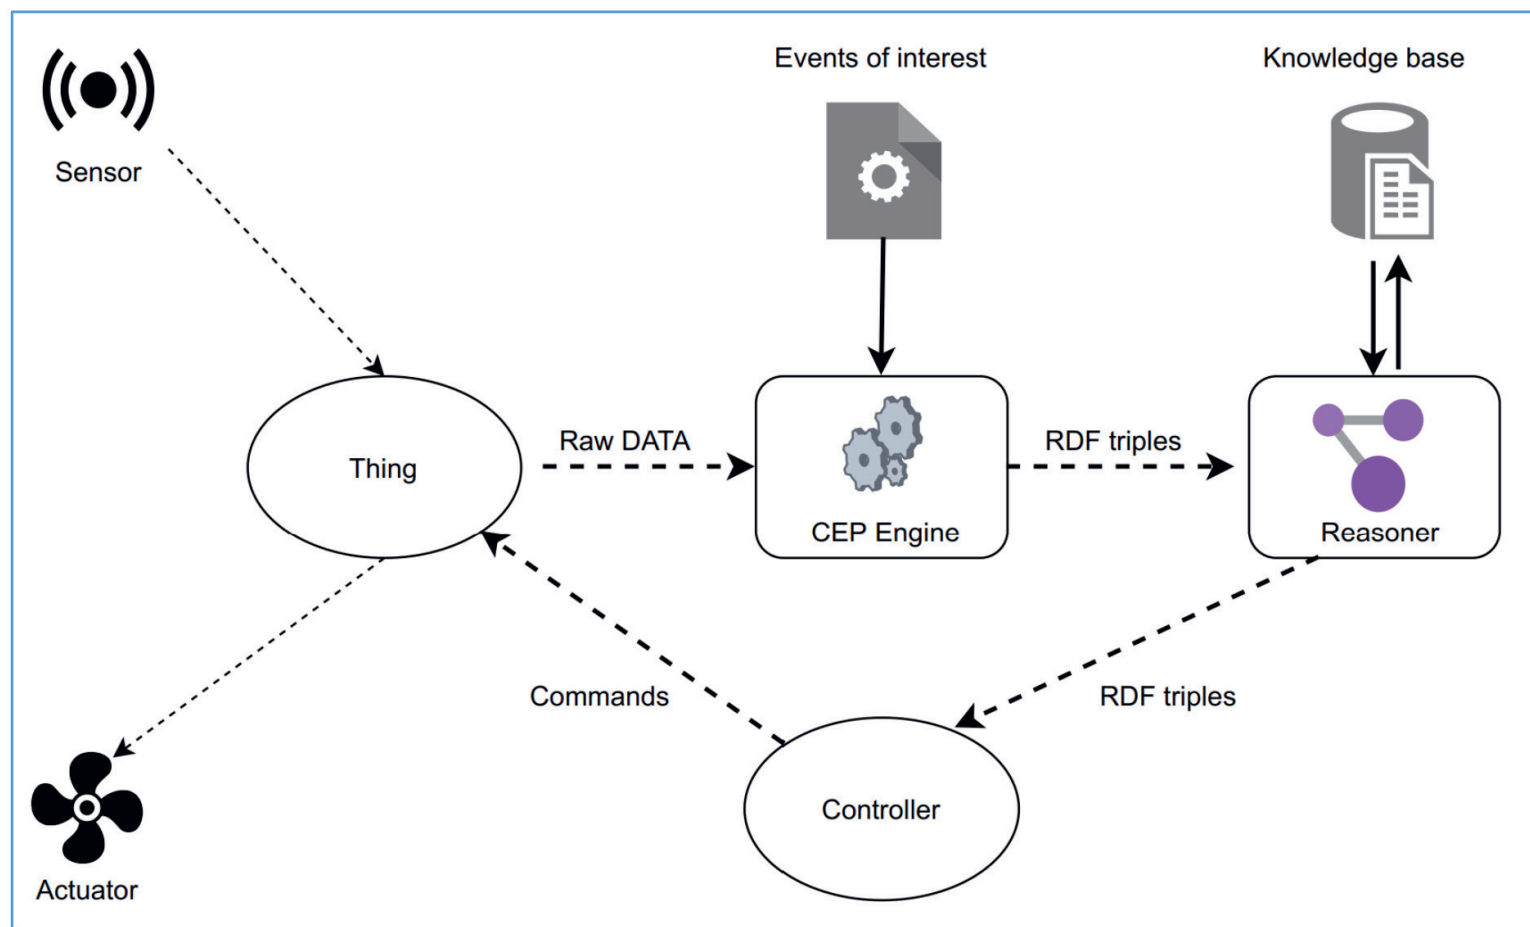 Events of interest
Knowledge base
Sensor
Raw DATA
RDF triples
Thing
CEP Engine
Reasoner
Commands
RDF triples
Controller
Actuator